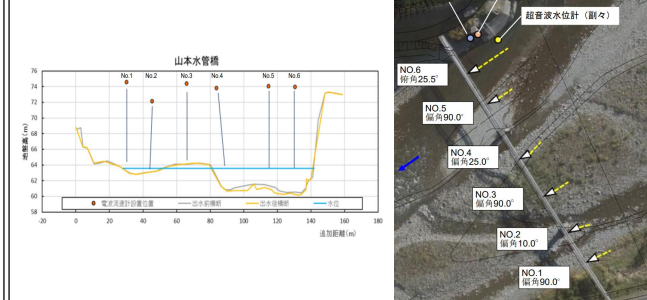 山本水管橋
No.1
No.2
No.3
No.4
No.5
No.6
76
74
72
70
68
66
64
62
60
58
地盤高(m)
-20
0
20
40
60
80
100
120
140
160
180
追加距離(m)
電波流速計設置位置
出水前横断
出水後横断
水位
超音波水位計（副々）
NO.6
俯角25.5°
NO.5
偏角90.0°
NO.4
偏角25.0°
NO.3
偏角90.0°
NO.2
偏角10.0°
NO.1
偏角90.0°